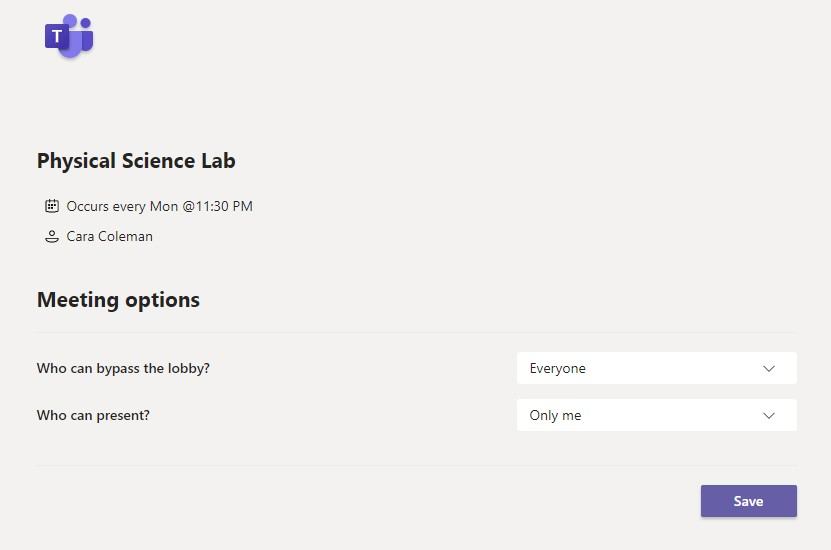 T
Physical Science Lab
Occurs every Mon @11:30 PM
Cara Coleman
Meeting options
Who can bypass the lobby? Everyone
Who can present? Only me
Save